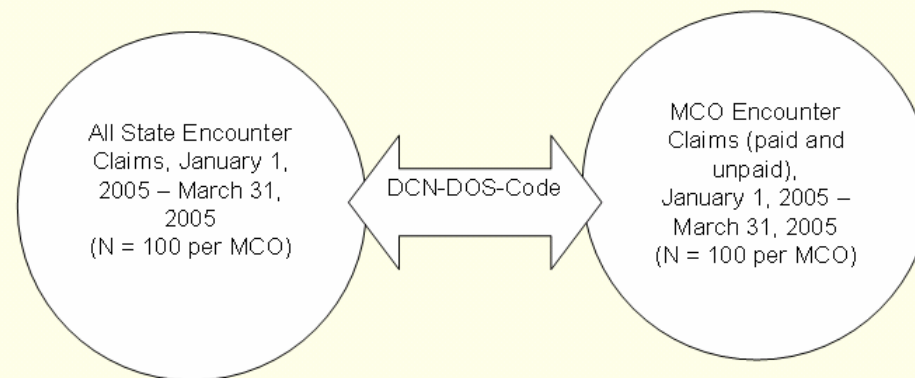 All State Encounter
Claims, January 1,
2005 – March 31,
2005
(N = 100 per MCO)
DCN-DOS-Code
MCO Encounter
Claims (paid and
unpaid),
January 1, 2005 –
March 31, 2005
(N = 100 per MCO)